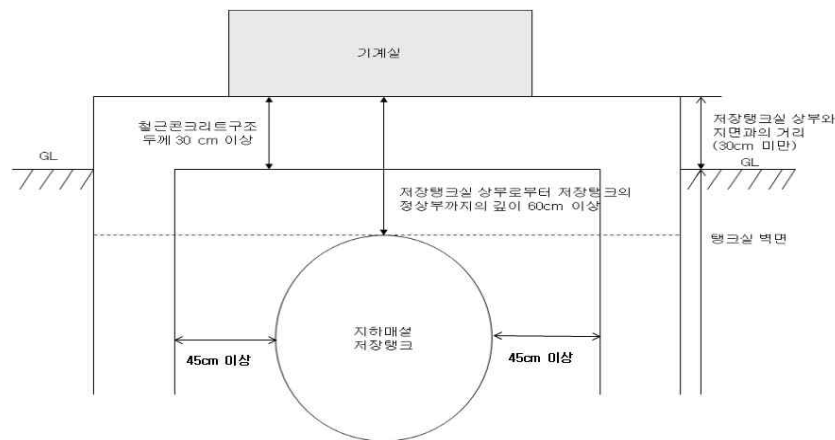 기계실
철근콘크리트구조
두께 30 cm 이상
저장탱크실 상부와
지면과의 거리
(30cm 미만)
GL
GL
저장탱크실 상부로부터 저장탱크의
정상부까지의 깊이 60cm 이상
탱크실 벽면
지하매설
저장탱크
45cm 이상
45cm 이상